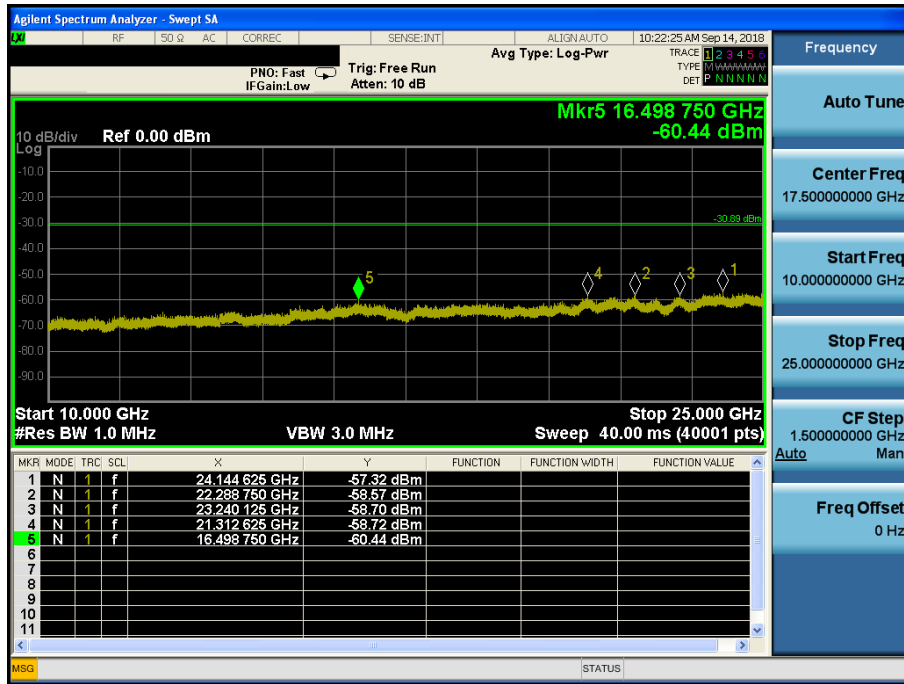 Agilent Spectrum Analyzer - Swept SA
LXI RF 50 Ω AC CORREC SENSE:INT ALIGN AUTO 10:22:25 AM Sep 14, 2018
Avg Type: Log-Pwr
TRACE 1 2 3 4 5 6
PNO: Fast Trig: Free Run
TYPE M WWWWW
IFGain:Low Atten: 10 dB
DET P N N N N N
Mkr5 16.498 750 GHz
-60.44 dBm
10 dB/div Ref 0.00 dBm
Log
-10.0
-20.0
-30.0
-30.89 dBm
-40.0
-50.0
5 4 2 3 1
-60.0
-70.0
-80.0
-90.0
Start 10.000 GHz Stop 25.000 GHz
#Res BW 1.0 MHz VBW 3.0 MHz Sweep 40.00 ms (40001 pts)
MKR MODE TRC SCL X Y FUNCTION FUNCTION WIDTH FUNCTION VALUE
1 N 1 f 24.144 625 GHz -57.32 dBm
2 N 1 f 22.288 750 GHz -58.57 dBm
3 N 1 f 23.240 125 GHz -58.70 dBm
4 N 1 f 21.312 625 GHz -58.72 dBm
5 N 1 f 16.498 750 GHz -60.44 dBm
6
7
8
9
10
11
MSG STATUS
Frequency
Auto Tune
Center Freq
17.500000000 GHz
Start Freq
10.000000000 GHz
Stop Freq
25.000000000 GHz
CF Step
1.500000000 GHz
Auto Man
Freq Offset
0 Hz